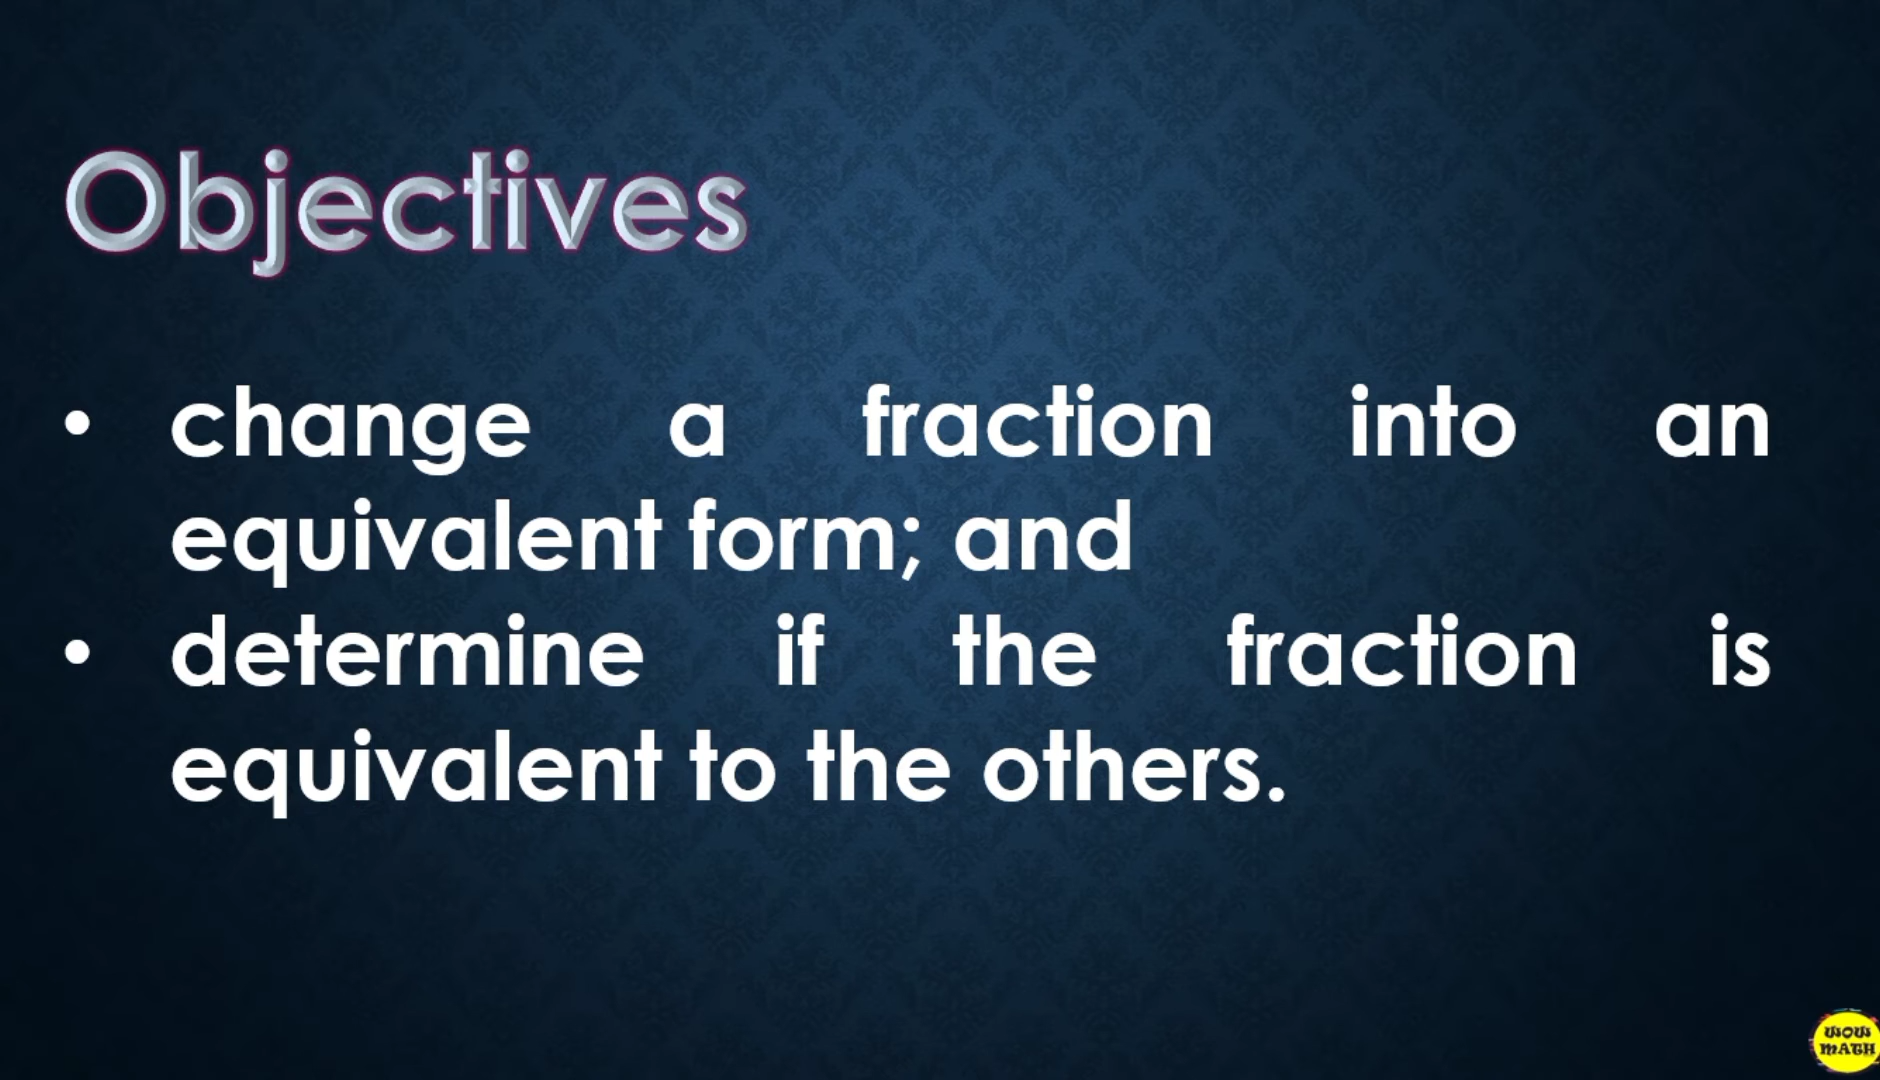 Objectives
• change a fraction into an
equivalent form; and
• determine if the fraction is
equivalent to the others.
WOW
MATH